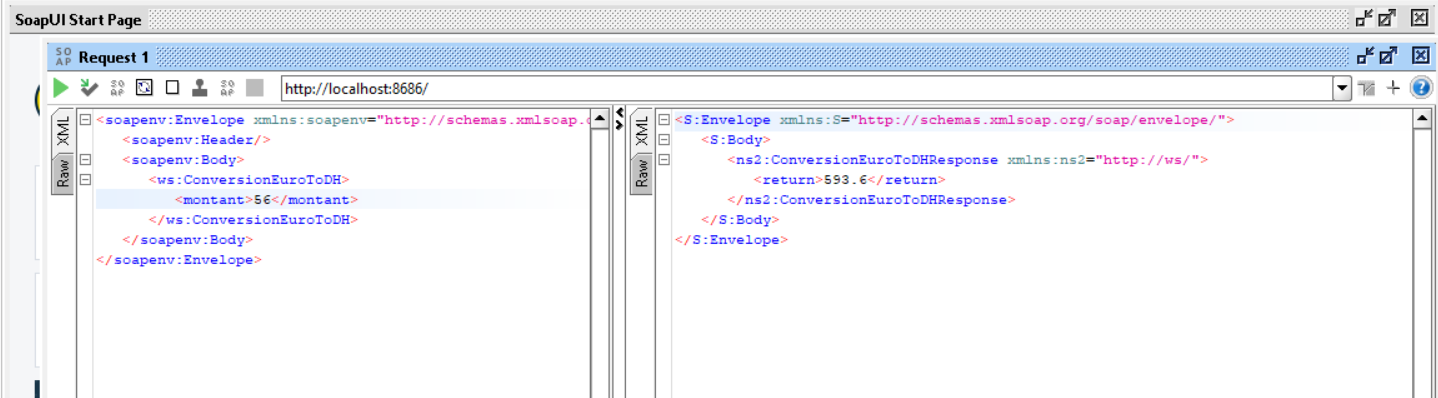 SoapUI Start Page
SO
AP Request 1
http://localhost:8686/
XML
Raw
<soapenv:Envelope xmlns:soapenv="http://schemas.xmlsoap.
<soapenv:Header/>
<soapenv:Body>
<ws:ConversionEuroToDH>
<montant>56</montant>
</ws:ConversionEuroToDH>
</soapenv:Body>
</soapenv:Envelope>
XML
Raw
<S:Envelope xmlns:S="http://schemas.xmlsoap.org/soap/envelope/">
<S:Body>
<ns2:ConversionEuroToDHResponse xmlns:ns2="http://ws/">
<return>593.6</return>
</ns2:ConversionEuroToDHResponse>
</S:Body>
</S:Envelope>